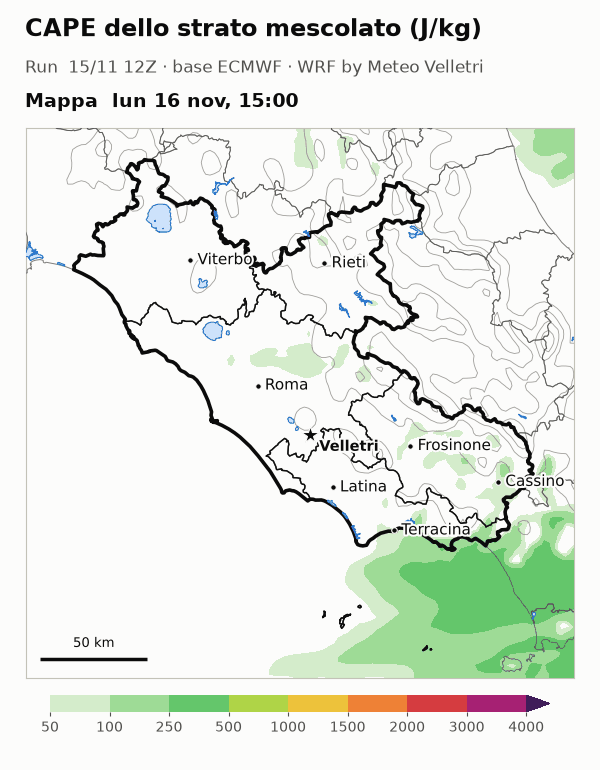 CAPE dello strato mescolato (J/kg)
Run  15/11 12Z · base ECMWF · WRF by Meteo Velletri
Mappa  lun 16 nov, 15:00
Viterbo
Rieti
Roma
Velletri
Frosinone
Cassino
Latina
Terracina
50 km
50 100 250 500 1000 1500 2000 3000 4000